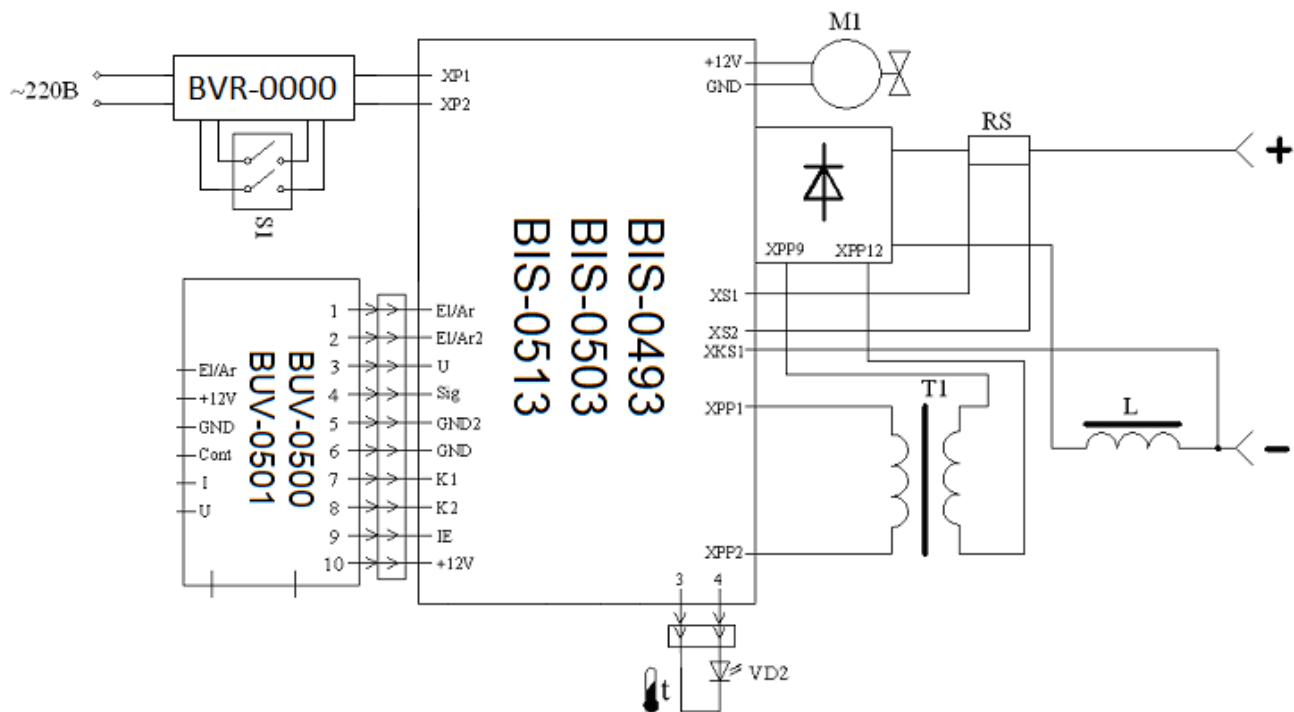 M1
+12V
GND
~220В
BVR-0000
XP1
XP2
S1
RS
+
XPP9
XPP12
XS1
XS2
XKS1
BIS-0493
BIS-0503
BIS-0513
BUV-0500
BUV-0501
El/Ar
+12V
GND
Cont
I
U
1 El/Ar
2 El/Ar2
3 U
4 Sig
5 GND2
6 GND
7 K1
8 K2
9 IE
10 +12V
XPP1
T1
XPP2
L
-
3 4
t
VD2